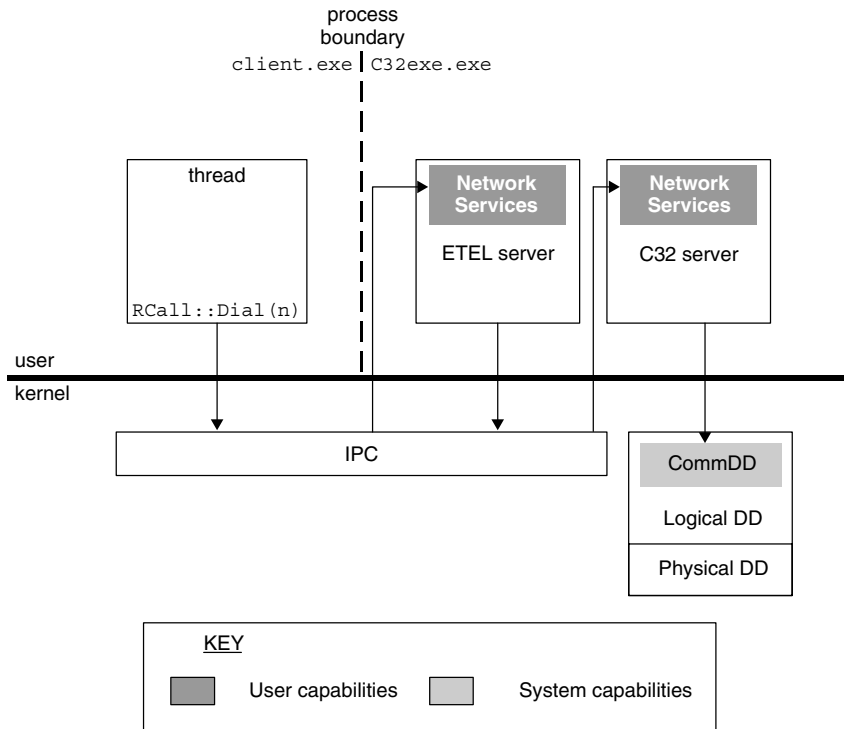 process
boundary
client.exe C32exe.exe
thread
RCall::Dial(n)
Network
Services
ETEL server
Network
Services
C32 server
user
kernel
IPC
CommDD
Logical DD
Physical DD
KEY
User capabilities
System capabilities